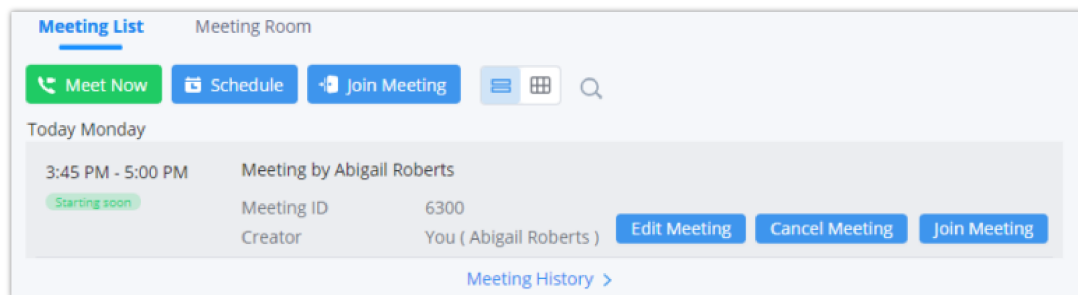 Meeting List Meeting Room
Meet Now Schedule Join Meeting
Today Monday
3:45 PM - 5:00 PM Meeting by Abigail Roberts
Starting soon
Meeting ID 6300
Creator You ( Abigail Roberts ) Edit Meeting Cancel Meeting Join Meeting
Meeting History >